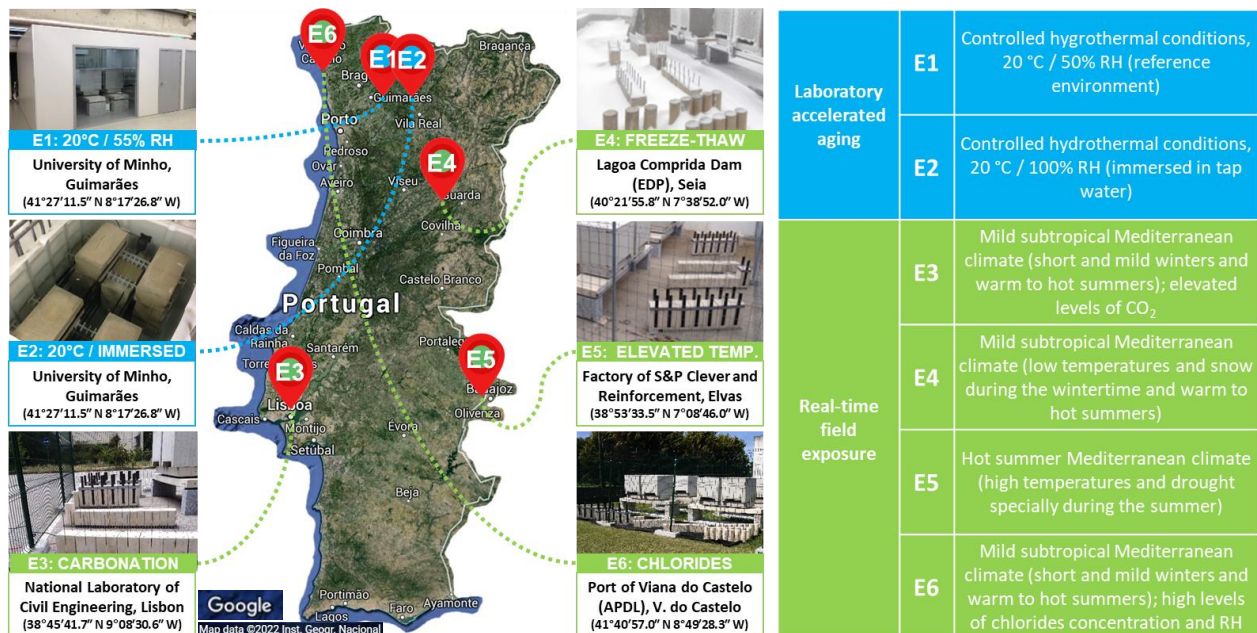 E1: 20°C / 55% RH
University of Minho,
Guimarães
(41°27'11.5" N 8°17'26.8" W)
E2: 20°C / IMMERSED
University of Minho,
Guimarães
(41°27'11.5" N 8°17'26.8" W)
E3: CARBONATION
National Laboratory of
Civil Engineering, Lisbon
(38°45'41.7" N 9°08'30.6" W)
E6
E1
E2
Bragança
Guimarães
Porto
Vila Real
Pedroso
Ovar
Aveiro
Viseu
E4
Guarda
Covilha
Coimbra
Figueira
da Foz
Pombal
Castelo Branco
Portugal
Caldas da
Rainha
Santarém
E3
E5
Badajoz
Olivenza
Lisboa
Cascais
Montijo
Setúbal
Évora
Beja
Portimão
Lagos
Faro
Ayamonte
Google
Map data ©2022 Inst. Geogr. Nacional
E4: FREEZE-THAW
Lagoa Comprida Dam
(EDP), Seia
(40°21'55.8" N 7°38'52.0" W)
E5: ELEVATED TEMP.
Factory of S&P Clever and
Reinforcement, Elvas
(38°53'33.5" N 7°08'46.0" W)
E6: CHLORIDES
Port of Viana do Castelo
(APDL), V. do Castelo
(41°40'57.0" N 8°49'28.3" W)
Laboratory
accelerated
aging
E1
Controlled hygrothermal conditions,
20 °C / 50% RH (reference
environment)
E2
Controlled hydrothermal conditions,
20 °C / 100% RH (immersed in tap
water)
Real-time
field
exposure
E3
Mild subtropical Mediterranean
climate (short and mild winters and
warm to hot summers); elevated
levels of CO₂
E4
Mild subtropical Mediterranean
climate (low temperatures and snow
during the wintertime and warm to
hot summers)
E5
Hot summer Mediterranean climate
(high temperatures and drought
specially during the summer)
E6
Mild subtropical Mediterranean
climate (short and mild winters and
warm to hot summers); high levels
of chlorides concentration and RH